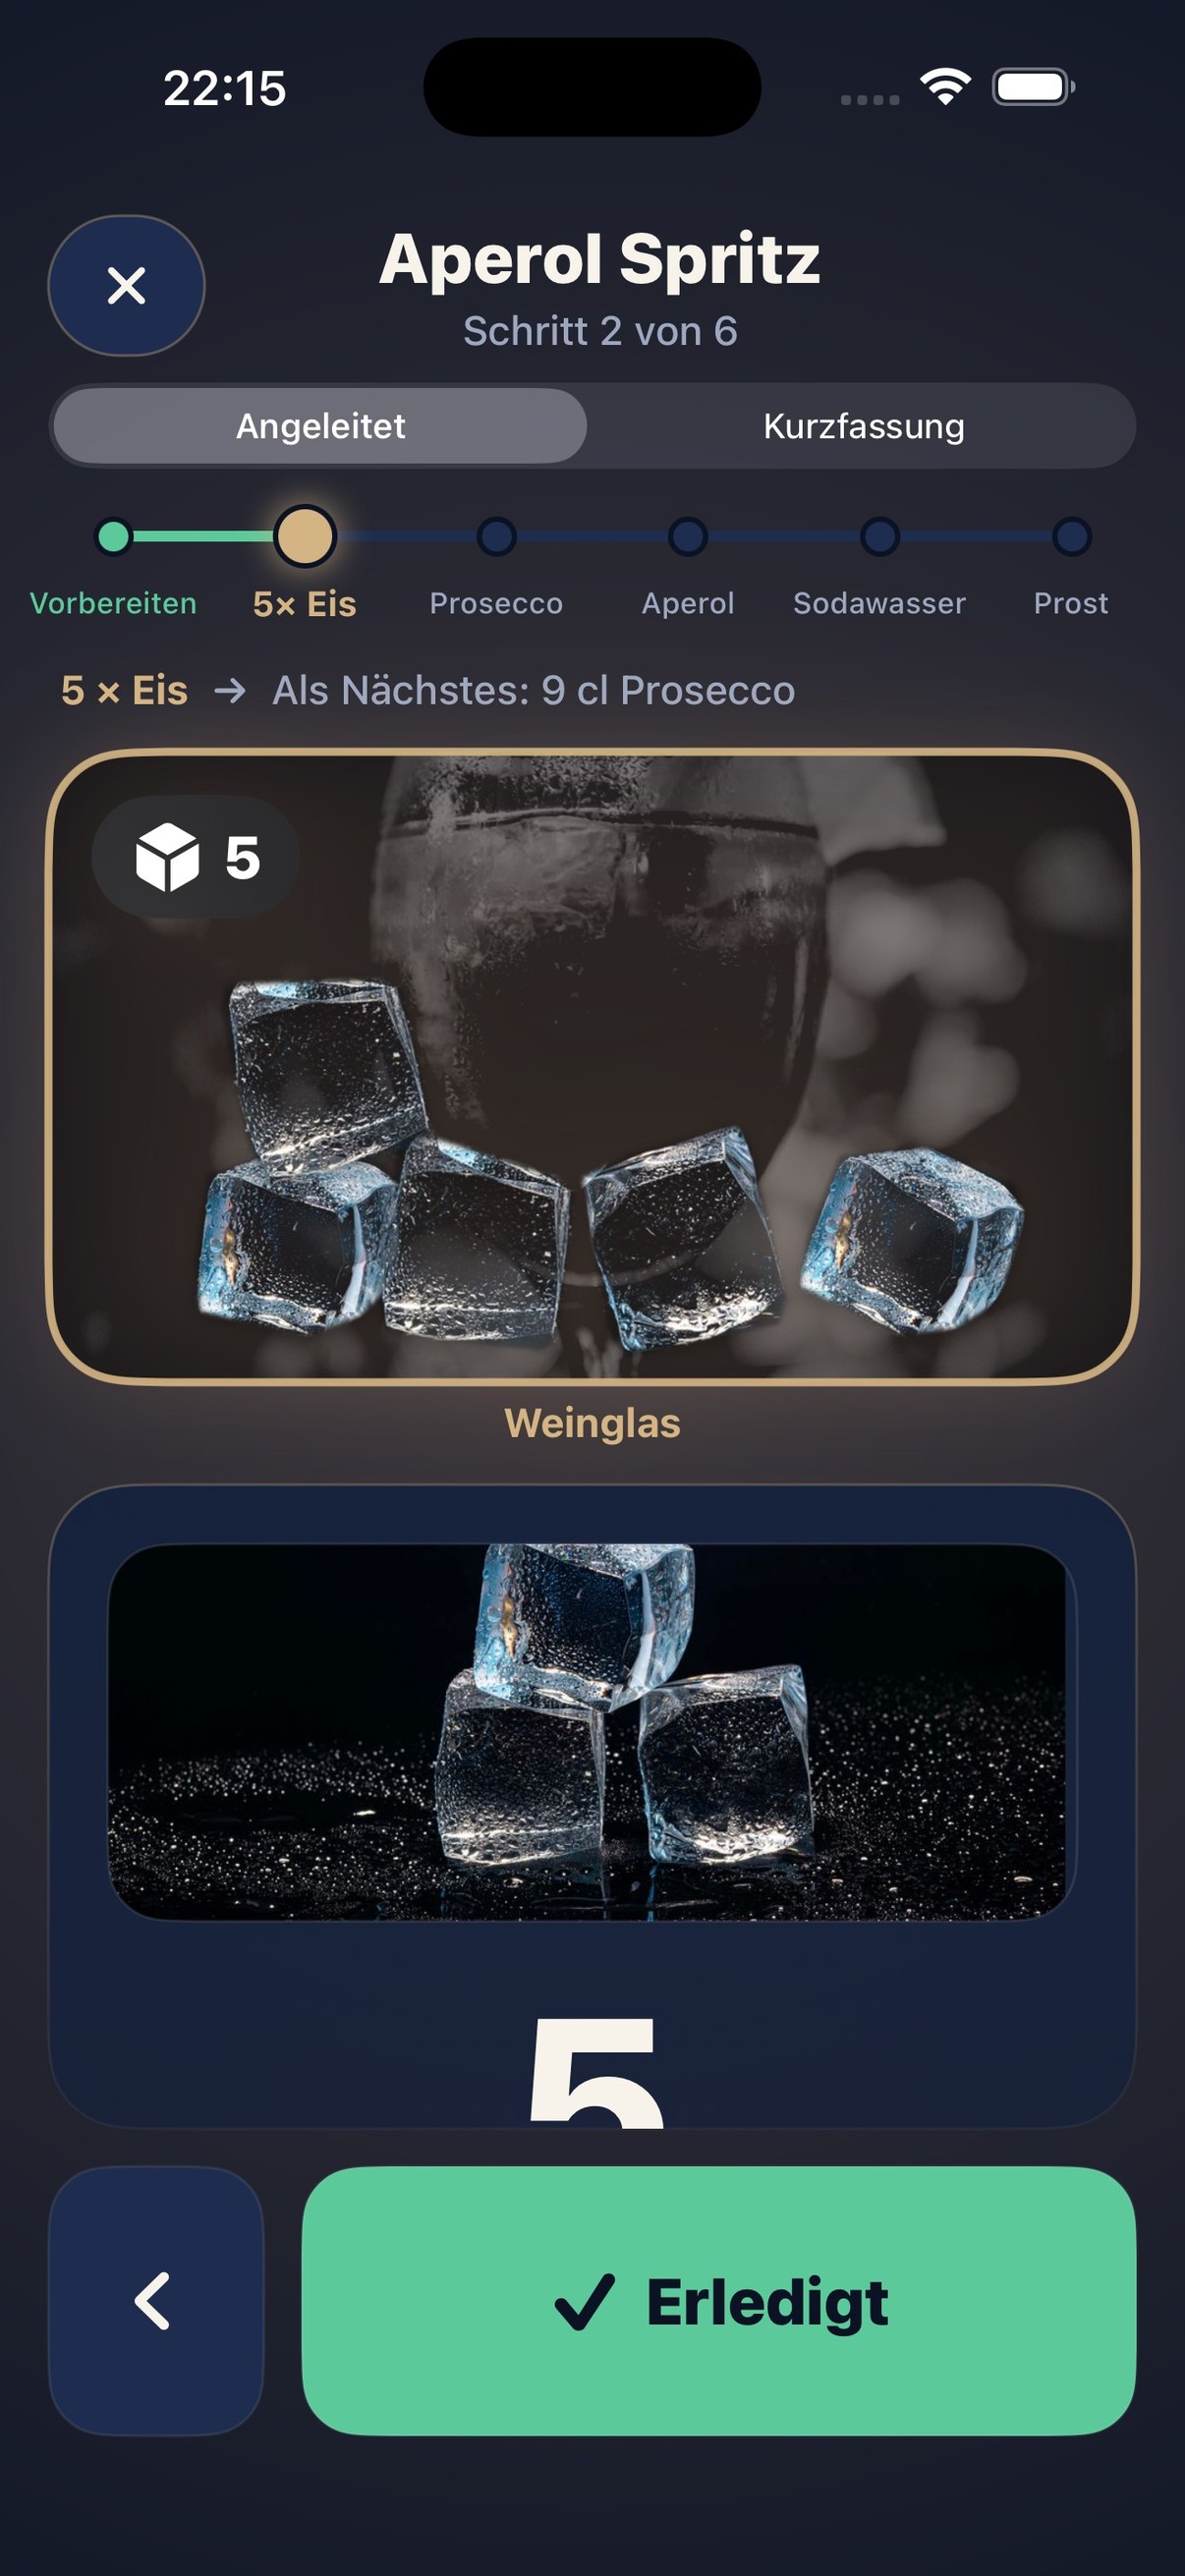 22:15
Aperol Spritz
Schritt 2 von 6
Angeleitet Kurzfassung
Vorbereiten 5× Eis Prosecco Aperol Sodawasser Prost
5 × Eis → Als Nächstes: 9 cl Prosecco
5
Weinglas
5
Erledigt